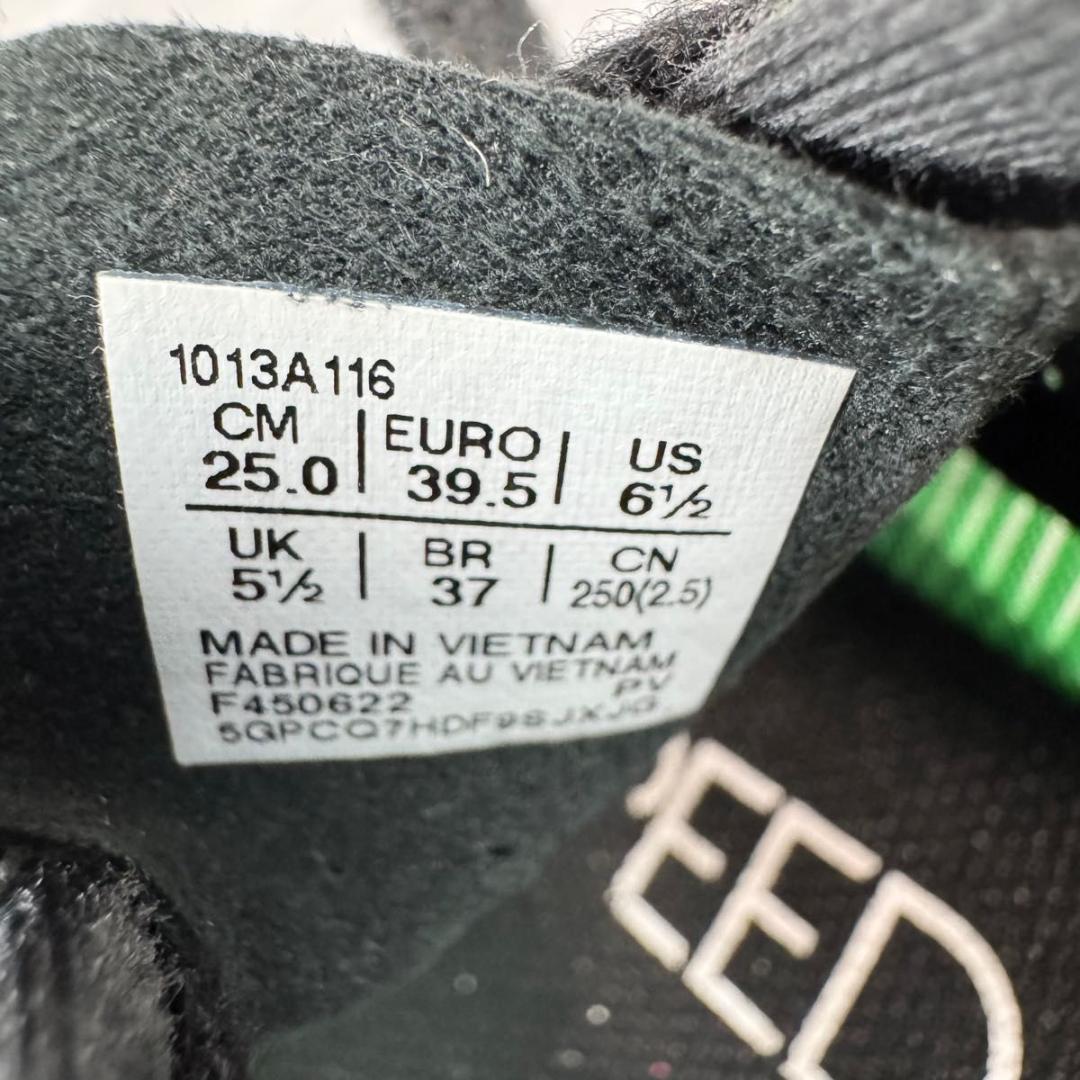 1013A116
CM | EURO | US
25.0 | 39.5 | 6½
UK | BR | CN
5½ | 37 | 250(2.5)
MADE IN VIETNAM
FABRIQUE AU VIETNAM
F450622 PV
5GPCQ7HDF9SJXJG
EED